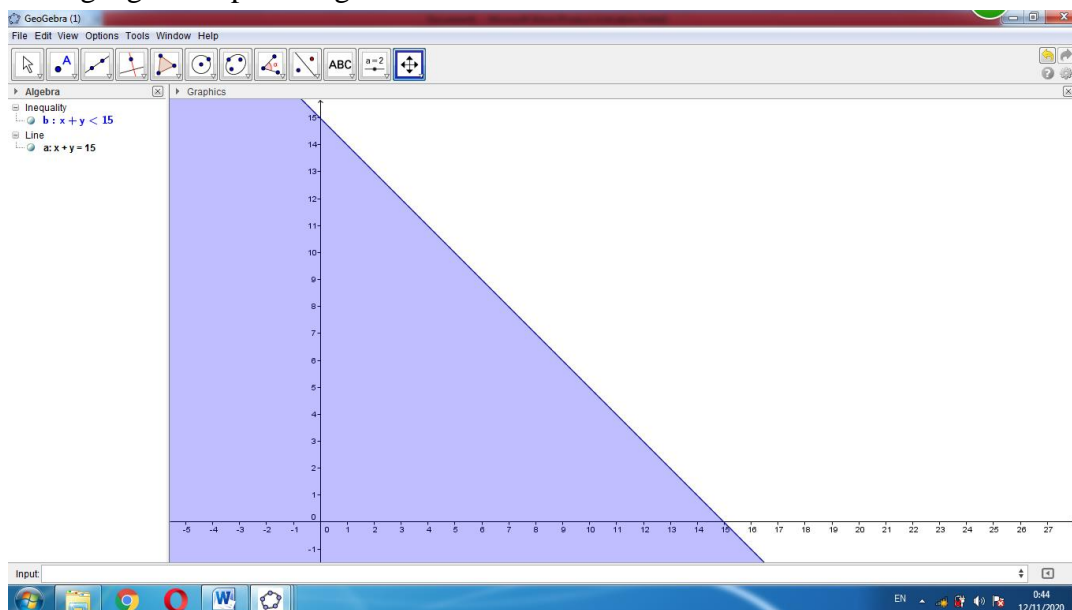 GeoGebra (1)
File Edit View Options Tools Window Help
ABC
a=2
Algebra
Graphics
Inequality
b : x + y < 15
Line
a: x + y = 15
15
14
13
12
11
10
9
8
7
6
5
4
3
2
1
0
-5 -4 -3 -2 -1 0 1 2 3 4 5 6 7 8 9 10 11 12 13 14 15 16 17 18 19 20 21 22 23 24 25 26 27
-1
Input:
EN 0:44
12/11/2020